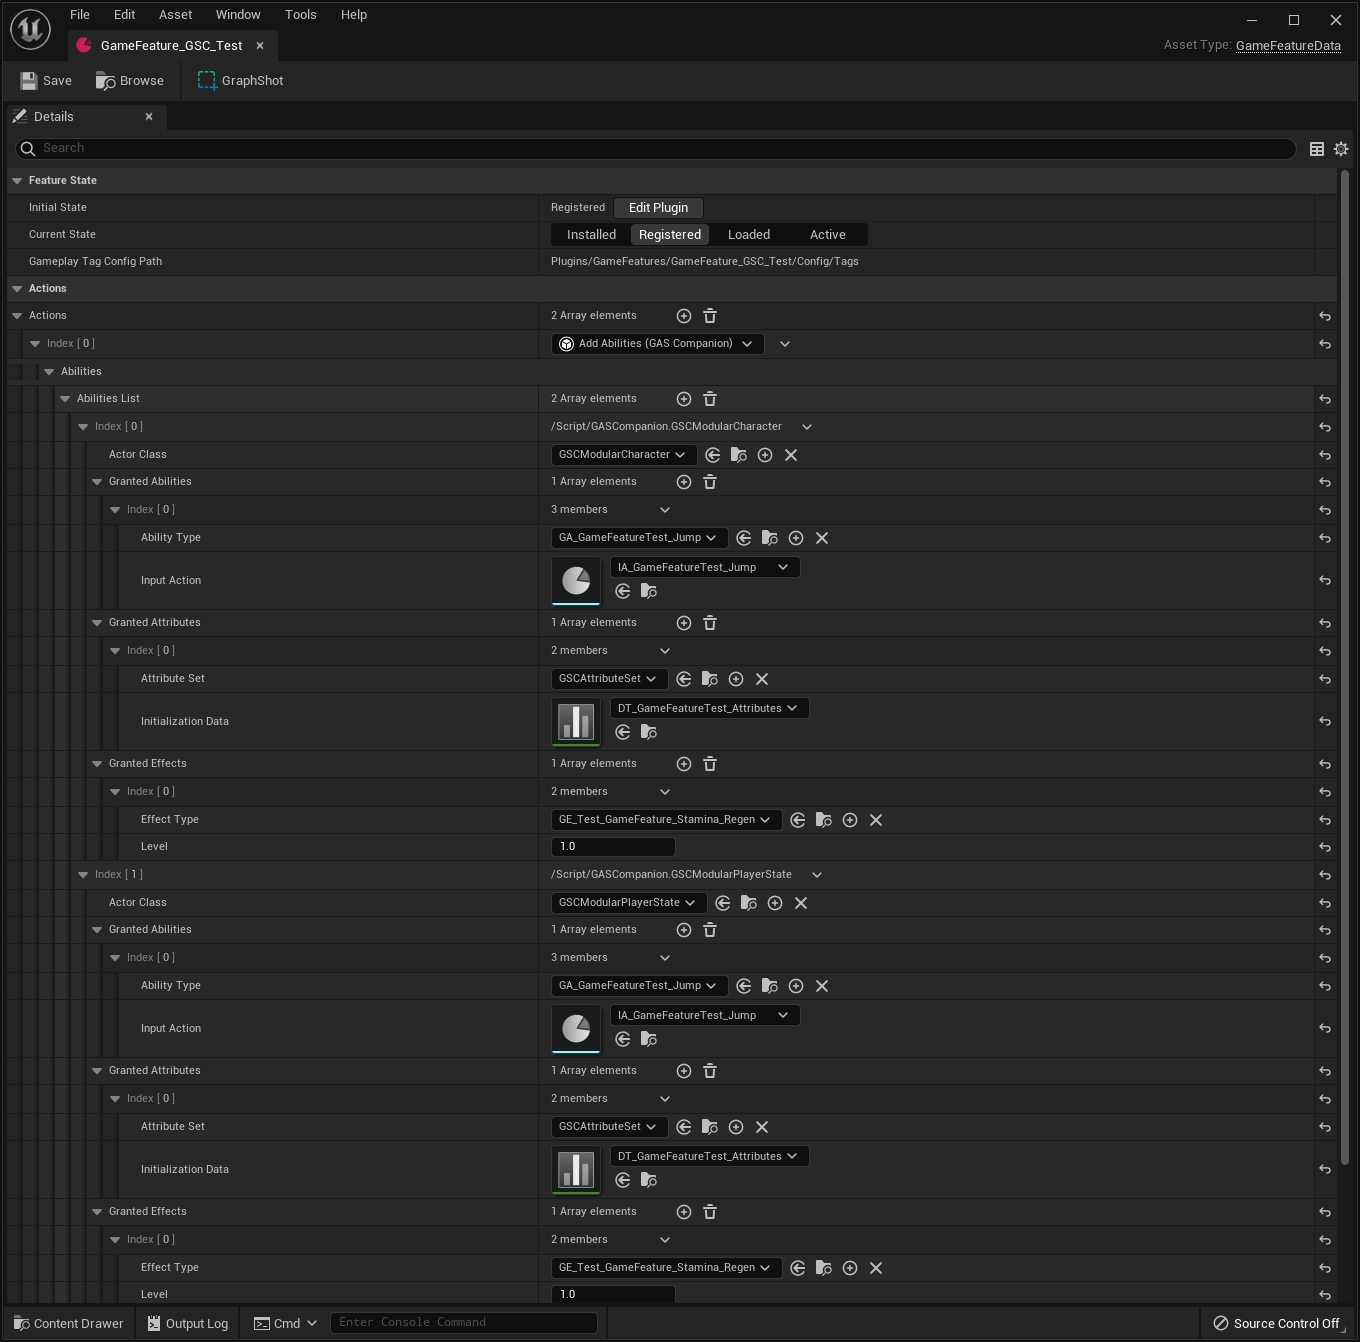 File Edit Asset Window Tools Help
GameFeature_GSC_Test
Asset Type: GameFeatureData
Save Browse GraphShot
Details
Search
Feature State
Initial State Registered Edit Plugin
Current State Installed Registered Loaded Active
Gameplay Tag Config Path Plugins/GameFeatures/GameFeature_GSC_Test/Config/Tags
Actions
Actions 2 Array elements
Index [ 0 ] Add Abilities (GAS Companion)
Abilities
Abilities List 2 Array elements
Index [ 0 ] /Script/GASCompanion.GSCModularCharacter
Actor Class GSCModularCharacter
Granted Abilities 1 Array elements
Index [ 0 ] 3 members
Ability Type GA_GameFeatureTest_Jump
Input Action IA_GameFeatureTest_Jump
Granted Attributes 1 Array elements
Index [ 0 ] 2 members
Attribute Set GSCAttributeSet
Initialization Data DT_GameFeatureTest_Attributes
Granted Effects 1 Array elements
Index [ 0 ] 2 members
Effect Type GE_Test_GameFeature_Stamina_Regen
Level 1.0
Index [ 1 ] /Script/GASCompanion.GSCModularPlayerState
Actor Class GSCModularPlayerState
Granted Abilities 1 Array elements
Index [ 0 ] 3 members
Ability Type GA_GameFeatureTest_Jump
Input Action IA_GameFeatureTest_Jump
Granted Attributes 1 Array elements
Index [ 0 ] 2 members
Attribute Set GSCAttributeSet
Initialization Data DT_GameFeatureTest_Attributes
Granted Effects 1 Array elements
Index [ 0 ] 2 members
Effect Type GE_Test_GameFeature_Stamina_Regen
Level 1.0
Content Drawer Output Log Cmd Enter Console Command Source Control Off